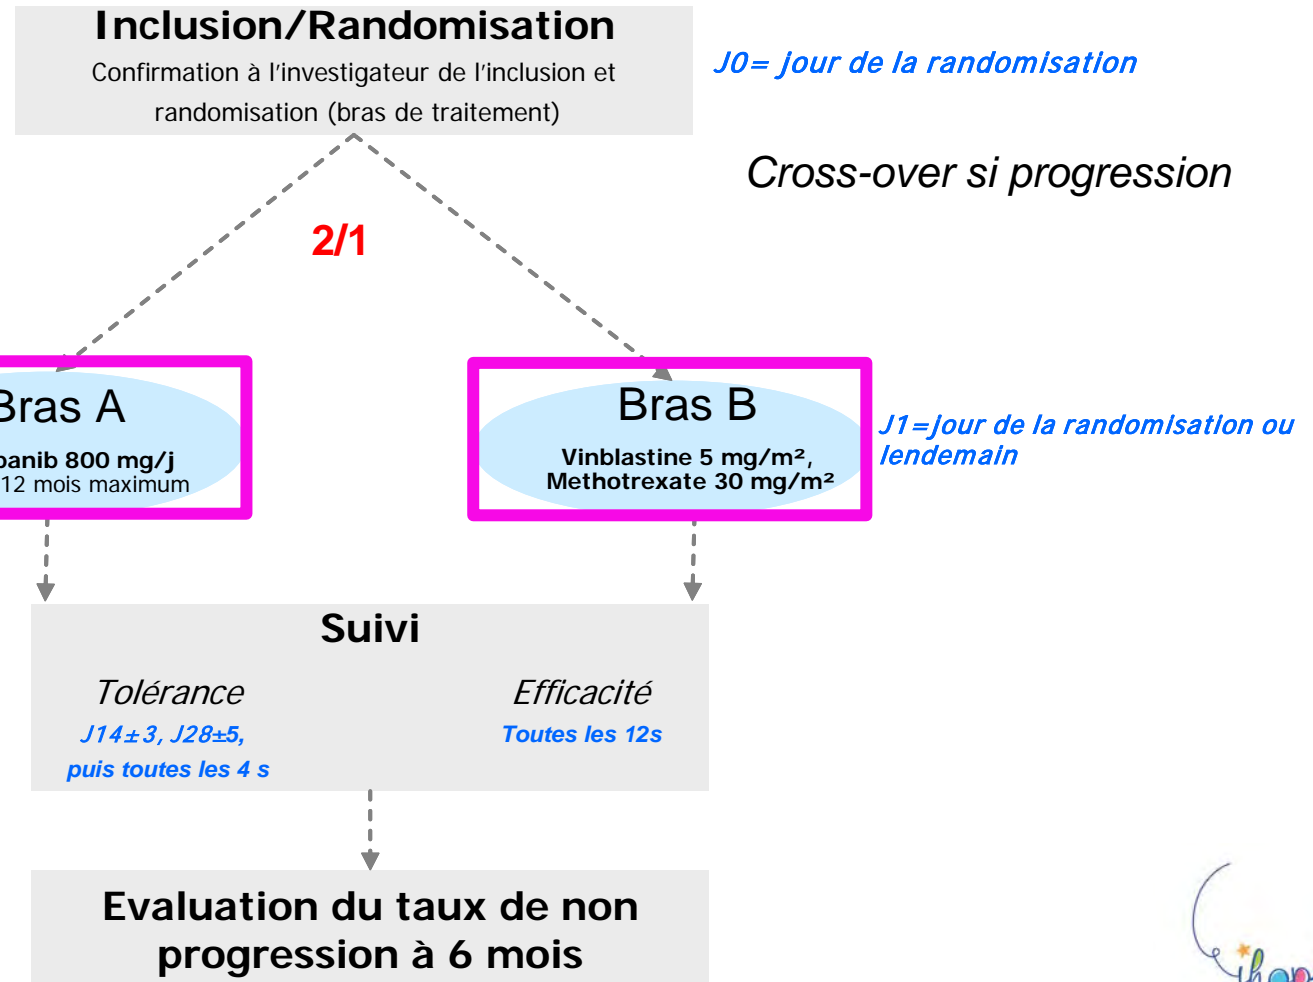 Inclusion/Randomisation
Confirmation à l'investigateur de l'inclusion et
randomisation (bras de traitement)
J0= jour de la randomisation
Cross-over si progression
2/1
Bras A
panib 800 mg/j
12 mois maximum
Bras B
Vinblastine 5 mg/m²,
Methotrexate 30 mg/m²
J1=jour de la randomisation ou
lendemain
Suivi
Tolérance
J14±3, J28±5,
puis toutes les 4 s
Efficacité
Toutes les 12s
Evaluation du taux de non
progression à 6 mois
ihop